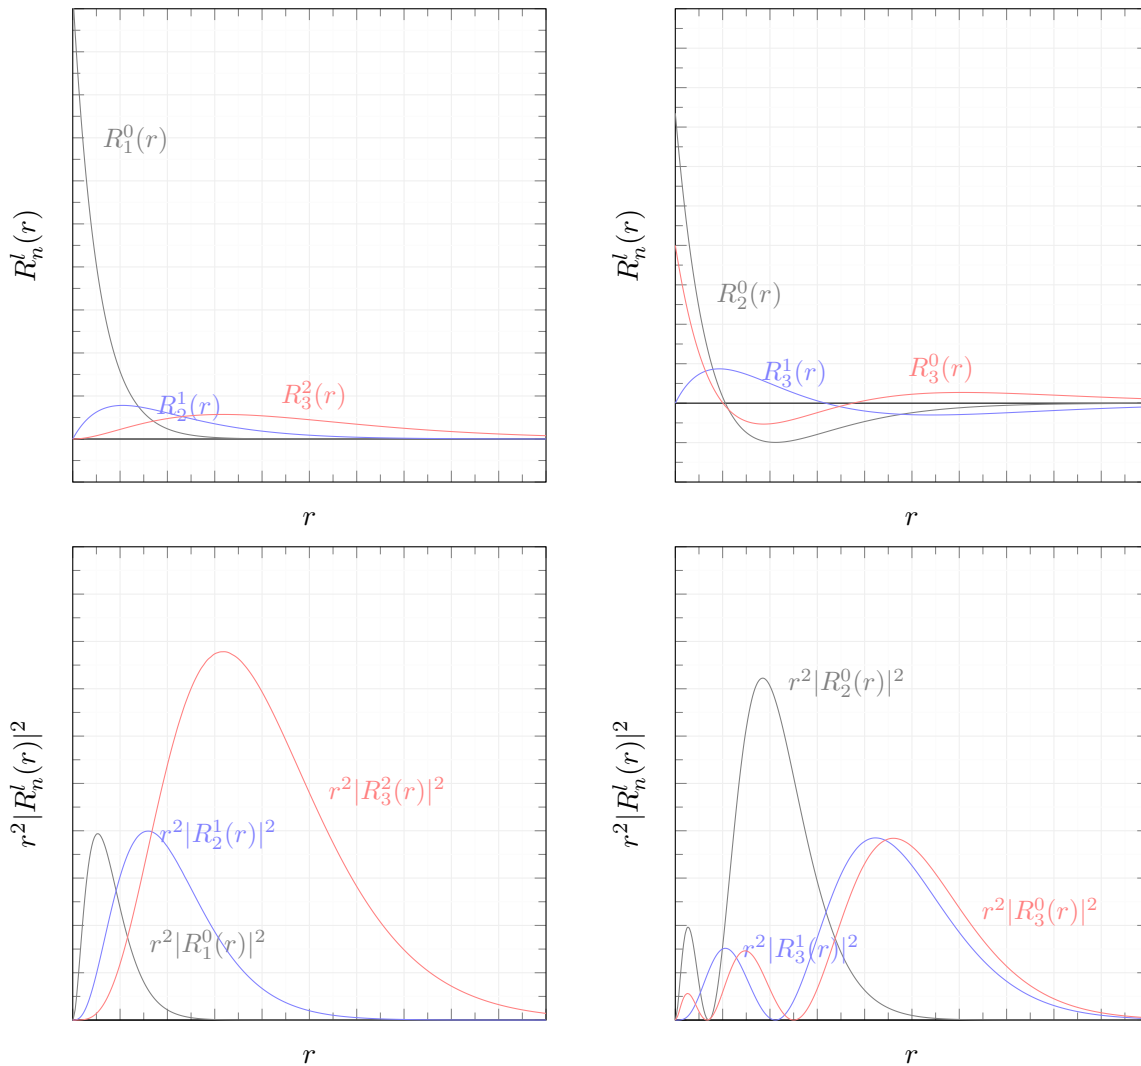 R_n^l(r)
R_1^0(r)
R_2^1(r)
R_3^2(r)
r
R_n^l(r)
R_2^0(r)
R_3^1(r)
R_3^0(r)
r
r^2|R_n^l(r)|^2
r^2|R_3^2(r)|^2
r^2|R_2^1(r)|^2
r^2|R_1^0(r)|^2
r
r^2|R_n^l(r)|^2
r^2|R_2^0(r)|^2
r^2|R_3^0(r)|^2
r^2|R_3^1(r)|^2
r